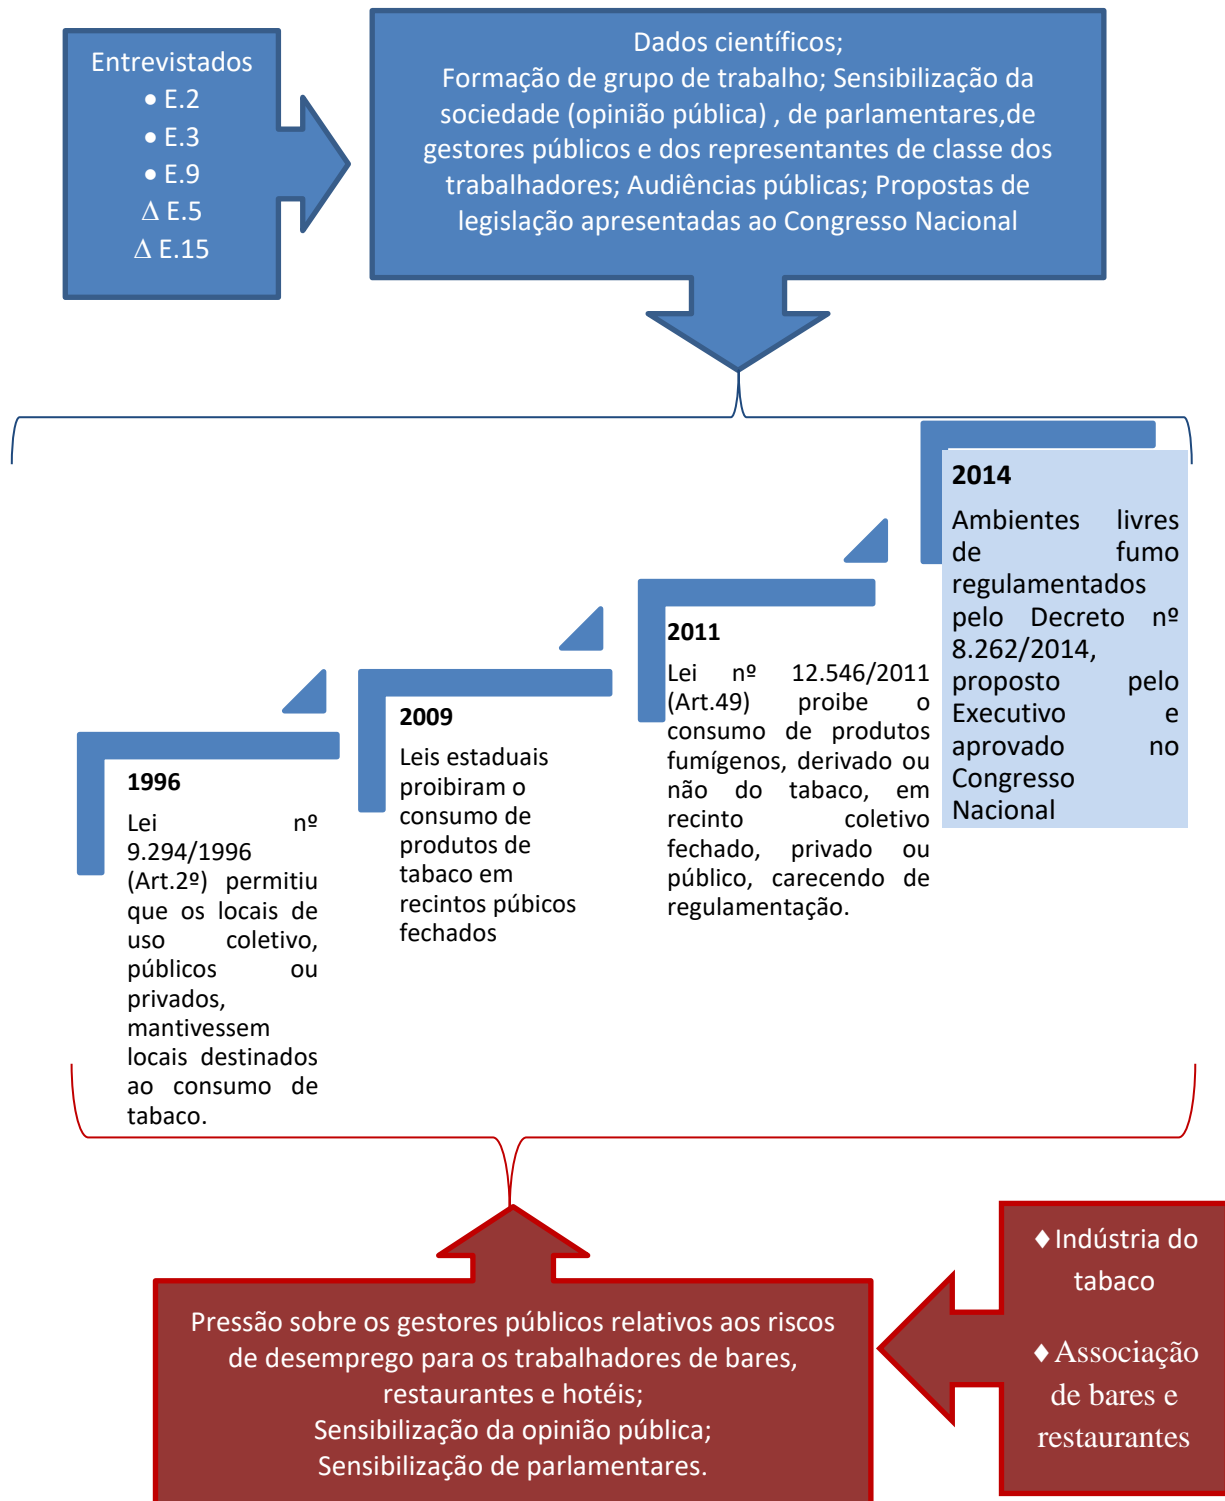 Entrevistados
• E.2
• E.3
• E.9
∆ E.5
∆ E.15
Dados científicos;
Formação de grupo de trabalho; Sensibilização da
sociedade (opinião pública) , de parlamentares,de
gestores públicos e dos representantes de classe dos
trabalhadores; Audiências públicas; Propostas de
legislação apresentadas ao Congresso Nacional
1996
Lei nº
9.294/1996
(Art.2º) permitiu
que os locais de
uso coletivo,
públicos ou
privados,
mantivessem
locais destinados
ao consumo de
tabaco.
2009
Leis estaduais
proibiram o
consumo de
produtos de
tabaco em
recintos púbicos
fechados
2011
Lei nº 12.546/2011
(Art.49) proibe o
consumo de produtos
fumígenos, derivado ou
não do tabaco, em
recinto coletivo
fechado, privado ou
público, carecendo de
regulamentação.
2014
Ambientes livres
de fumo
regulamentados
pelo Decreto nº
8.262/2014,
proposto pelo
Executivo e
aprovado no
Congresso
Nacional
Pressão sobre os gestores públicos relativos aos riscos
de desemprego para os trabalhadores de bares,
restaurantes e hotéis;
Sensibilização da opinião pública;
Sensibilização de parlamentares.
♦Indústria do
tabaco
♦Associação
de bares e
restaurantes